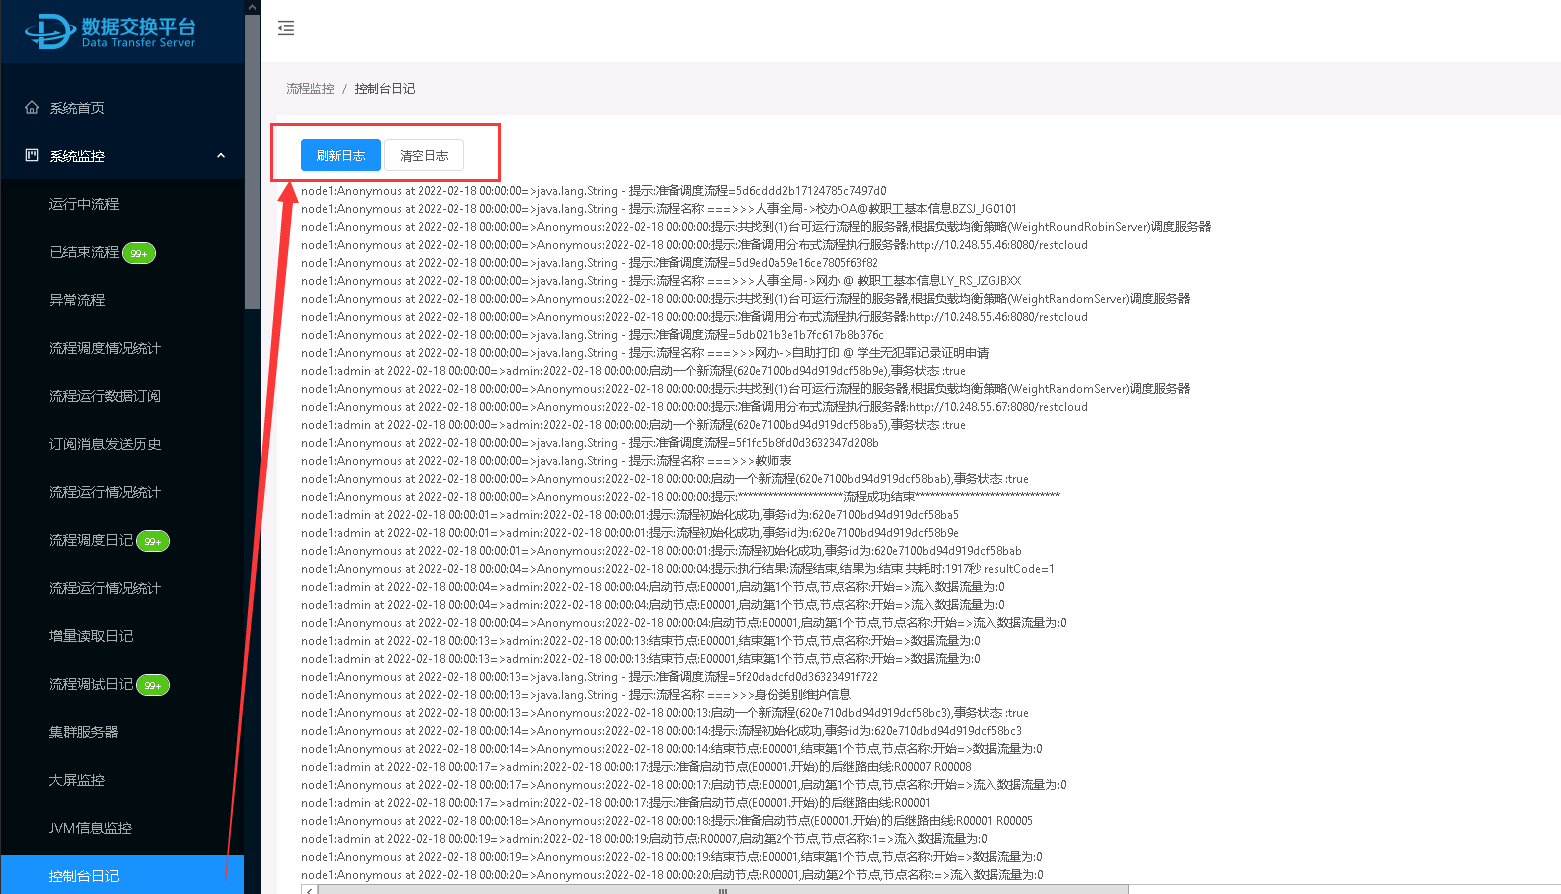 数据交换平台
Data Transfer Server
系统首页
系统监控
运行中流程
已结束流程 99+
异常流程
流程调度情况统计
流程运行数据订阅
订阅消息发送历史
流程运行情况统计
流程调度日记 99+
流程运行情况统计
增量读取日记
流程调试日记 99+
集群服务器
大屏监控
JVM信息监控
控制台日记
流程监控 / 控制台日记
刷新日志 清空日志
node1:Anonymous at 2022-02-18 00:00:00=>java.lang.String - 提示:准备调度流程=5d6cddd2b17124785c7497d0
node1:Anonymous at 2022-02-18 00:00:00=>java.lang.String - 提示:流程名称 ===>>>人事全局->校办OA@教职工基本信息BZSJ_JG0101
node1:Anonymous at 2022-02-18 00:00:00=>Anonymous:2022-02-18 00:00:00:提示:共找到(1)台可运行流程的服务器,根据负载均衡策略(WeightRoundRobinServer)调度服务器
node1:Anonymous at 2022-02-18 00:00:00=>Anonymous:2022-02-18 00:00:00:提示:准备调用分布式流程执行服务器:http://10.248.55.46:8080/restcloud
node1:Anonymous at 2022-02-18 00:00:00=>java.lang.String - 提示:准备调度流程=5d9ed0a59e16ce7805f63f82
node1:Anonymous at 2022-02-18 00:00:00=>java.lang.String - 提示:流程名称 ===>>>人事全局->网办 @ 教职工基本信息LY_RS_JZGJBXX
node1:Anonymous at 2022-02-18 00:00:00=>Anonymous:2022-02-18 00:00:00:提示:共找到(1)台可运行流程的服务器,根据负载均衡策略(WeightRandomServer)调度服务器
node1:Anonymous at 2022-02-18 00:00:00=>Anonymous:2022-02-18 00:00:00:提示:准备调用分布式流程执行服务器:http://10.248.55.46:8080/restcloud
node1:Anonymous at 2022-02-18 00:00:00=>java.lang.String - 提示:准备调度流程=5db021b3e1b7fc617b8b376c
node1:Anonymous at 2022-02-18 00:00:00=>java.lang.String - 提示:流程名称 ===>>>网办->自助打印 @ 学生无犯罪记录证明申请
node1:admin at 2022-02-18 00:00:00=>admin:2022-02-18 00:00:00:启动一个新流程(620e7100bd94d919dcf58b9e),事务状态 :true
node1:Anonymous at 2022-02-18 00:00:00=>Anonymous:2022-02-18 00:00:00:提示:共找到(1)台可运行流程的服务器,根据负载均衡策略(WeightRandomServer)调度服务器
node1:Anonymous at 2022-02-18 00:00:00=>Anonymous:2022-02-18 00:00:00:提示:准备调用分布式流程执行服务器:http://10.248.55.67:8080/restcloud
node1:admin at 2022-02-18 00:00:00=>admin:2022-02-18 00:00:00:启动一个新流程(620e7100bd94d919dcf58ba5),事务状态 :true
node1:Anonymous at 2022-02-18 00:00:00=>java.lang.String - 提示:准备调度流程=5f1fc5b8fd0d3632347d208b
node1:Anonymous at 2022-02-18 00:00:00=>java.lang.String - 提示:流程名称 ===>>>教师表
node1:Anonymous at 2022-02-18 00:00:00=>Anonymous:2022-02-18 00:00:00:启动一个新流程(620e7100bd94d919dcf58bab),事务状态 :true
node1:Anonymous at 2022-02-18 00:00:00=>Anonymous:2022-02-18 00:00:00:提示:*********************流程成功结束*****************************
node1:admin at 2022-02-18 00:00:01=>admin:2022-02-18 00:00:01:提示:流程初始化成功,事务id为:620e7100bd94d919dcf58ba5
node1:admin at 2022-02-18 00:00:01=>admin:2022-02-18 00:00:01:提示:流程初始化成功,事务id为:620e7100bd94d919dcf58b9e
node1:Anonymous at 2022-02-18 00:00:01=>Anonymous:2022-02-18 00:00:01:提示:流程初始化成功,事务id为:620e7100bd94d919dcf58bab
node1:Anonymous at 2022-02-18 00:00:04=>Anonymous:2022-02-18 00:00:04:提示:执行结果:流程结束,结果为:结束 共耗时:1917秒 resultCode=1
node1:admin at 2022-02-18 00:00:04=>admin:2022-02-18 00:00:04:启动节点:E00001,启动第1个节点,节点名称:开始=>流入数据流量为:0
node1:admin at 2022-02-18 00:00:04=>admin:2022-02-18 00:00:04:启动节点:E00001,启动第1个节点,节点名称:开始=>流入数据流量为:0
node1:Anonymous at 2022-02-18 00:00:04=>Anonymous:2022-02-18 00:00:04:启动节点:E00001,启动第1个节点,节点名称:开始=>流入数据流量为:0
node1:admin at 2022-02-18 00:00:13=>admin:2022-02-18 00:00:13:结束节点:E00001,结束第1个节点,节点名称:开始=>数据流量为:0
node1:admin at 2022-02-18 00:00:13=>admin:2022-02-18 00:00:13:结束节点:E00001,结束第1个节点,节点名称:开始=>数据流量为:0
node1:Anonymous at 2022-02-18 00:00:13=>java.lang.String - 提示:准备调度流程=5f20dadcfd0d36323491f722
node1:Anonymous at 2022-02-18 00:00:13=>java.lang.String - 提示:流程名称 ===>>>身份类别维护信息
node1:Anonymous at 2022-02-18 00:00:13=>Anonymous:2022-02-18 00:00:13:启动一个新流程(620e710dbd94d919dcf58bc3),事务状态 :true
node1:Anonymous at 2022-02-18 00:00:14=>Anonymous:2022-02-18 00:00:14:提示:流程初始化成功,事务id为:620e710dbd94d919dcf58bc3
node1:Anonymous at 2022-02-18 00:00:14=>Anonymous:2022-02-18 00:00:14:结束节点:E00001,结束第1个节点,节点名称:开始=>数据流量为:0
node1:admin at 2022-02-18 00:00:17=>admin:2022-02-18 00:00:17:提示:准备启动节点(E00001.开始)的后继路由线:R00007 R00008
node1:Anonymous at 2022-02-18 00:00:17=>Anonymous:2022-02-18 00:00:17:启动节点:E00001,启动第1个节点,节点名称:开始=>流入数据流量为:0
node1:admin at 2022-02-18 00:00:17=>admin:2022-02-18 00:00:17:提示:准备启动节点(E00001.开始)的后继路由线:R00001
node1:Anonymous at 2022-02-18 00:00:18=>Anonymous:2022-02-18 00:00:18:提示:准备启动节点(E00001.开始)的后继路由线:R00001 R00005
node1:admin at 2022-02-18 00:00:19=>admin:2022-02-18 00:00:19:启动节点:R00007,启动第2个节点,节点名称:1=>流入数据流量为:0
node1:Anonymous at 2022-02-18 00:00:19=>Anonymous:2022-02-18 00:00:19:结束节点:E00001,结束第1个节点,节点名称:开始=>数据流量为:0
node1:Anonymous at 2022-02-18 00:00:20=>Anonymous:2022-02-18 00:00:20:启动节点:R00001,启动第2个节点,节点名称:=>流入数据流量为:0